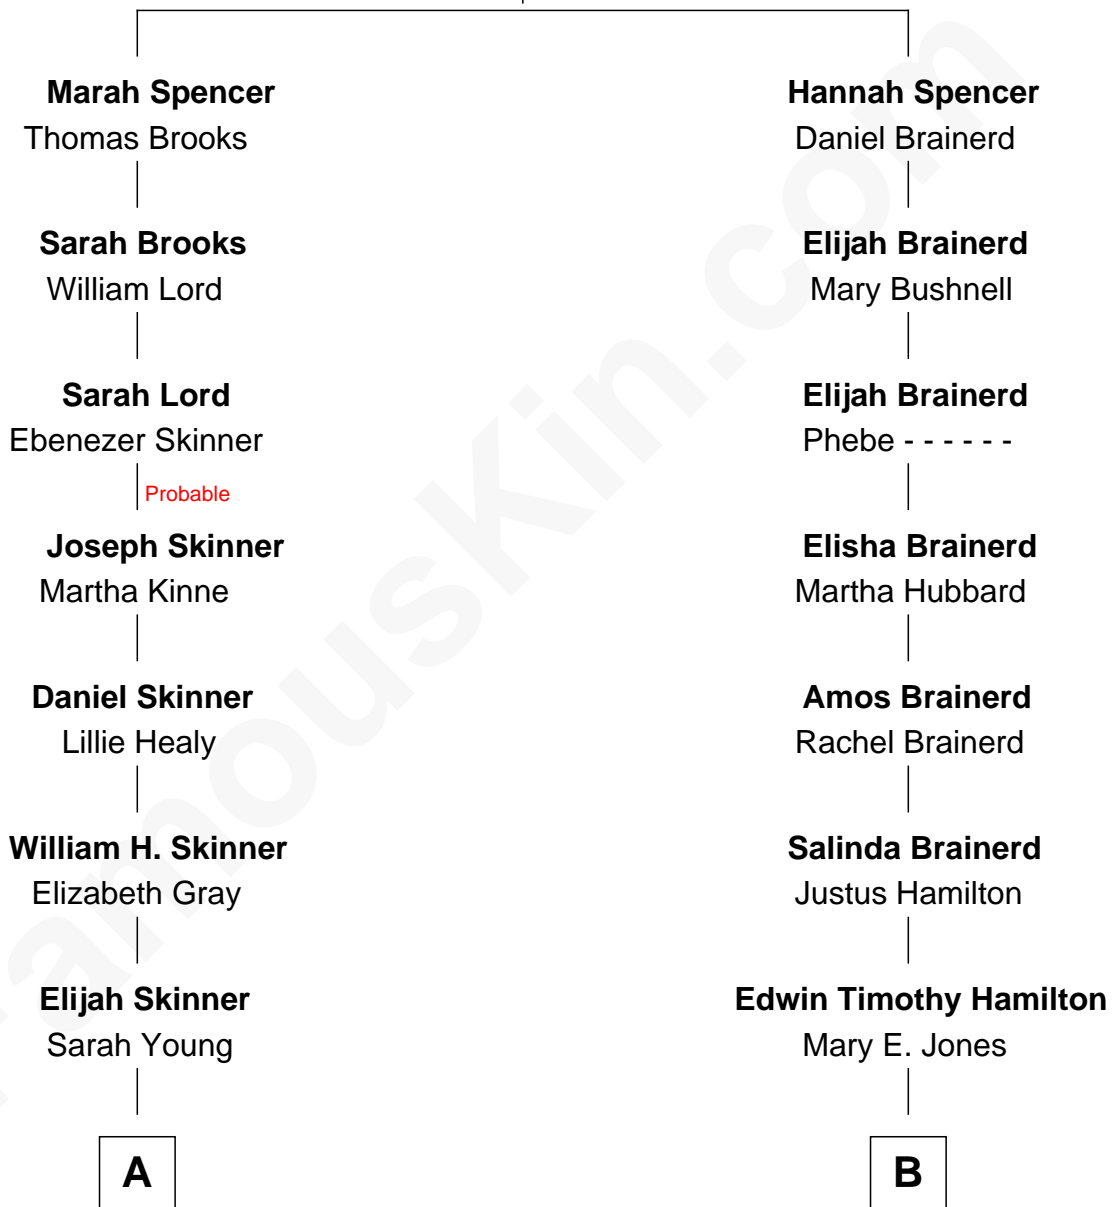 Marah Spencer
Thomas Brooks
Sarah Brooks
William Lord
Sarah Lord
Ebenezer Skinner
Probable
Joseph Skinner
Martha Kinne
Daniel Skinner
Lillie Healy
William H. Skinner
Elizabeth Gray
Elijah Skinner
Sarah Young
A
Hannah Spencer
Daniel Brainerd
Elijah Brainerd
Mary Bushnell
Elijah Brainerd
Phebe - - - - - -
Elisha Brainerd
Martha Hubbard
Amos Brainerd
Rachel Brainerd
Salinda Brainerd
Justus Hamilton
Edwin Timothy Hamilton
Mary E. Jones
B
FamousKin.com